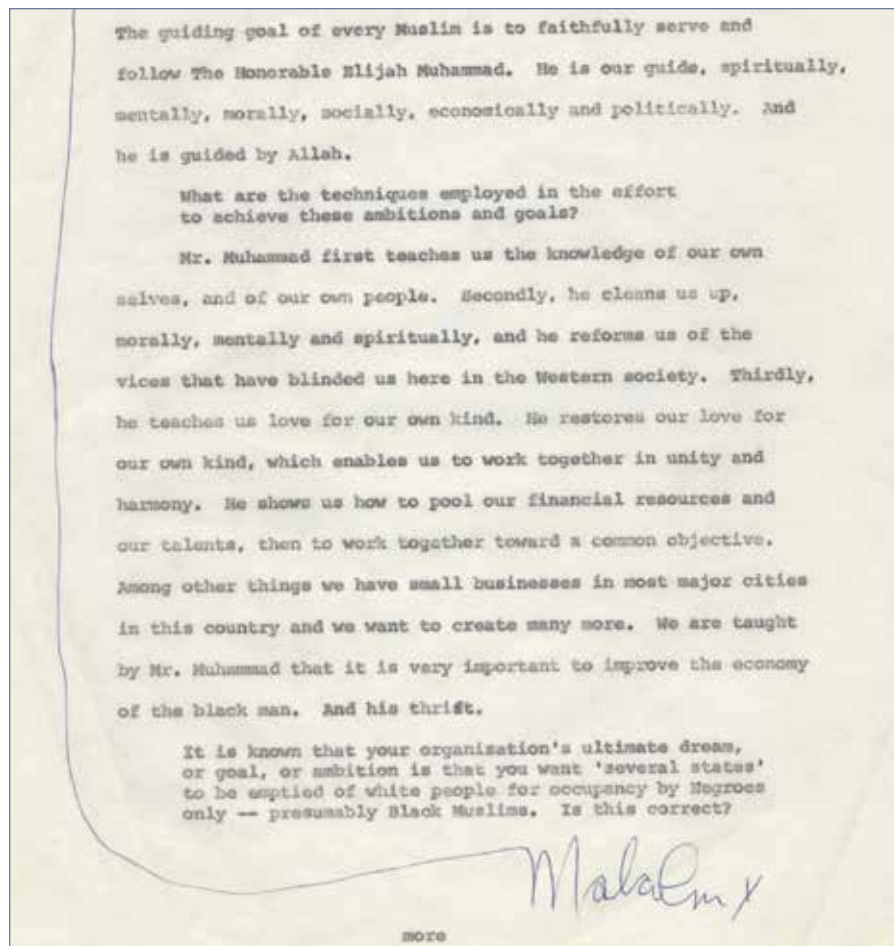 The guiding goal of every Muslim is to faithfully serve and
follow The Honorable Elijah Muhammad. He is our guide, spiritually,
mentally, morally, socially, economically and politically. And
he is guided by Allah.
What are the techniques employed in the effort
to achieve these ambitions and goals?
Mr. Muhammad first teaches us the knowledge of our own
selves, and of our own people. Secondly, he cleans us up,
morally, mentally and spiritually, and he reforms us of the
vices that have blinded us here in the Western society. Thirdly,
he teaches us love for our own kind. He restores our love for
our own kind, which enables us to work together in unity and
harmony. He shows us how to pool our financial resources and
our talents, then to work together toward a common objective.
Among other things we have small businesses in most major cities
in this country and we want to create many more. We are taught
by Mr. Muhammad that it is very important to improve the economy
of the black man. And his thrift.
It is known that your organization's ultimate dream,
or goal, or ambition is that you want 'several states'
to be emptied of white people for occupancy by Negroes
only -- presumably Black Muslims. Is this correct?
Malcolm X
more